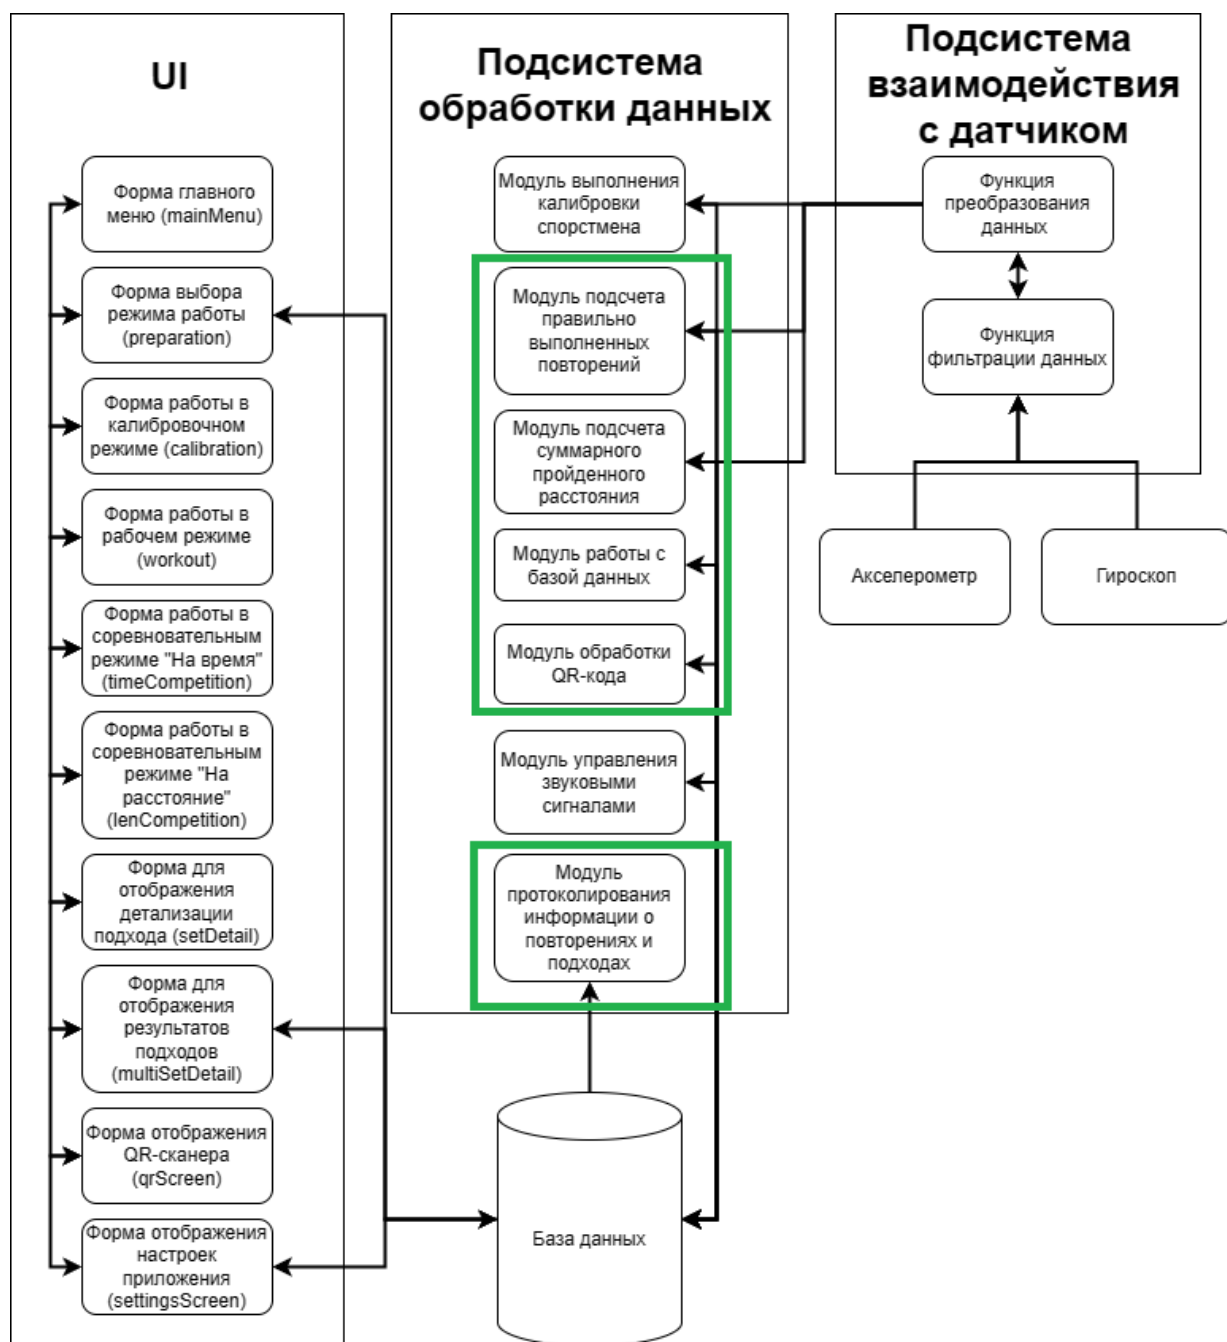 UI
Форма главного
меню (mainMenu)
Форма выбора
режима работы
(preparation)
Форма работы в
калибровочном
режиме (calibration)
Форма работы в
рабочем режиме
(workout)
Форма работы в
соревновательным
режиме "На время"
(timeCompetition)
Форма работы в
соревновательным
режиме "На
расстояние"
(lenCompetition)
Форма для
отображения
детализации
подхода (setDetail)
Форма для
отображения
результатов
подходов
(multiSetDetail)
Форма отображения
QR-сканера
(qrScreen)
Форма отображения
настроек
приложения
(settingsScreen)
Подсистема
обработки данных
Модуль выполнения
калибровки
спорстмена
Модуль подсчета
правильно
выполненных
повторений
Модуль подсчета
суммарного
пройденного
расстояния
Модуль работы с
базой данных
Модуль обработки
QR-кода
Модуль управления
звуковыми
сигналами
Модуль
протоколирования
информации о
повторениях и
подходах
База данных
Подсистема
взаимодействия
с датчиком
Функция
преобразования
данных
Функция
фильтрации данных
Акселерометр
Гироскоп